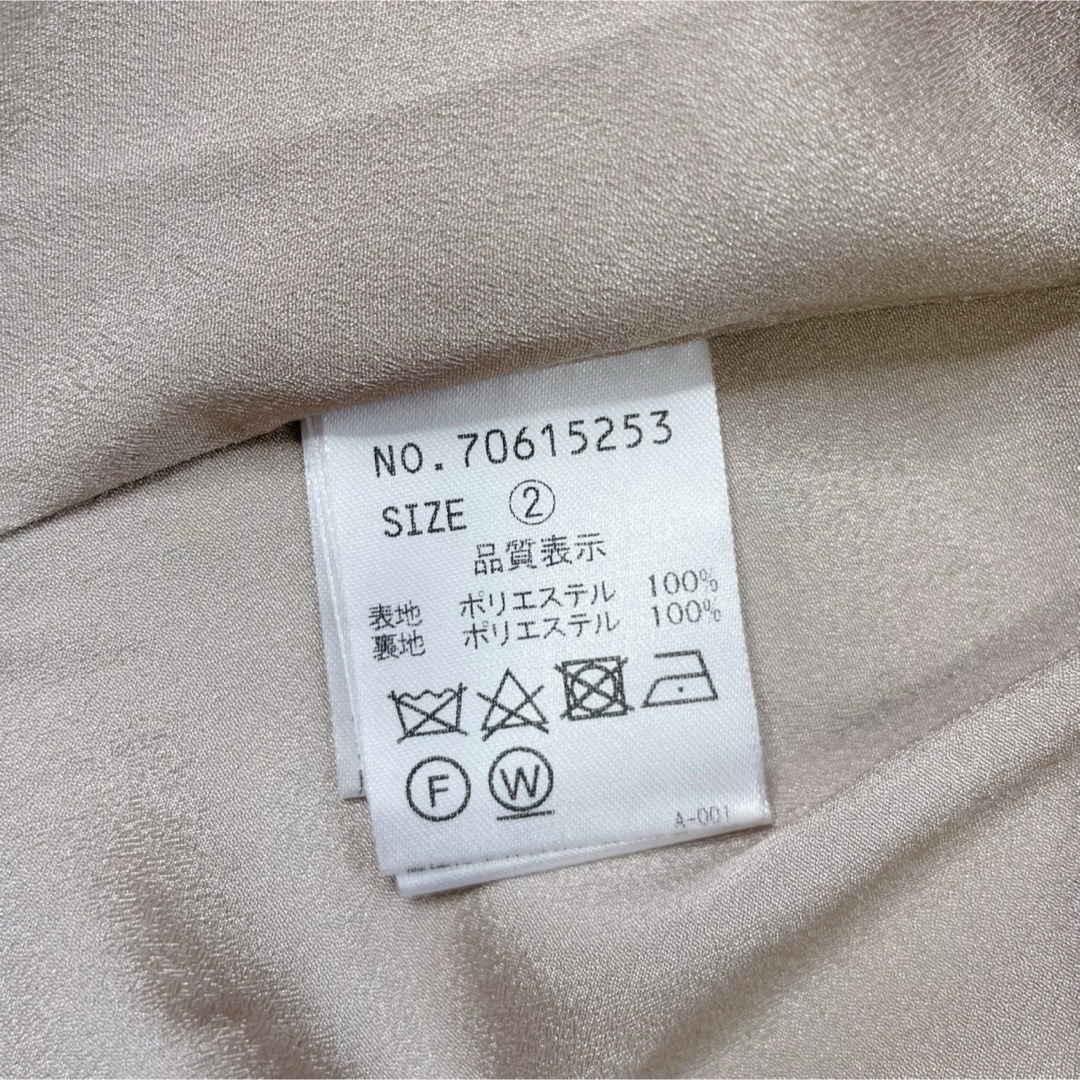 NO.70615253
SIZE ②
品質表示
表地 ポリエステル 100%
裏地 ポリエステル 100%
F W
A-001